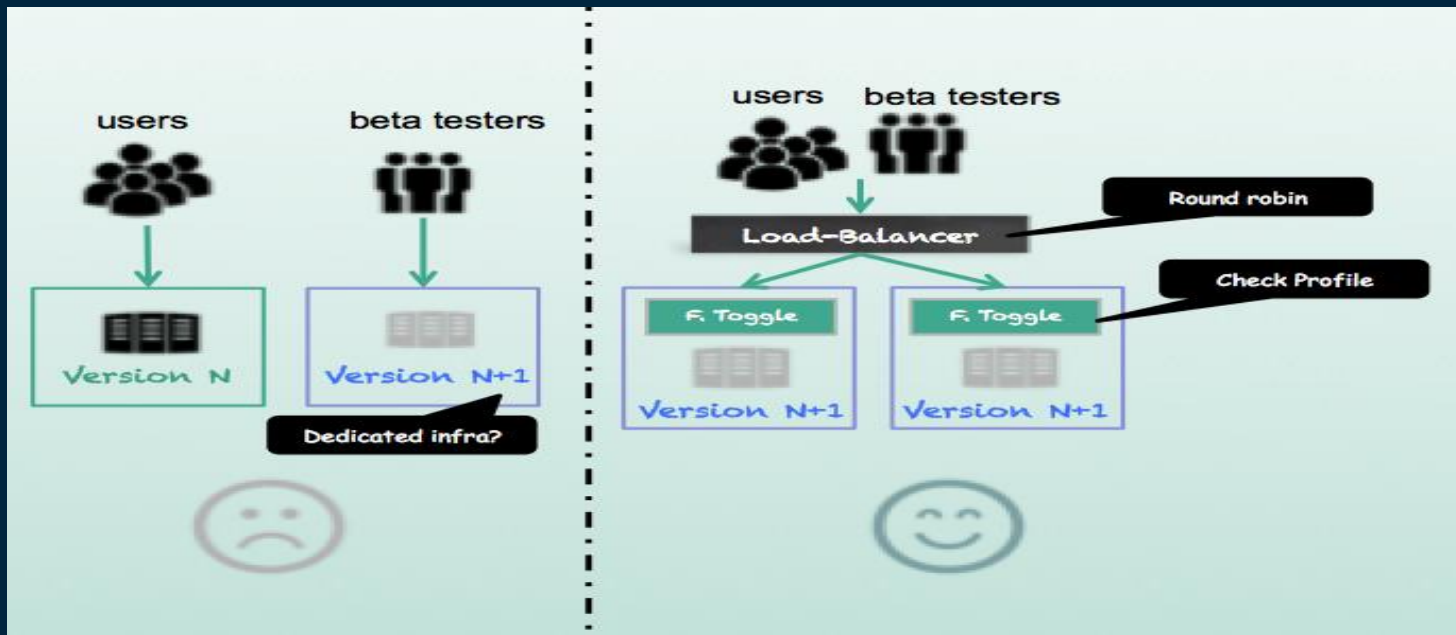 users
beta testers
Version N
Version N+1
Dedicated infra?
users
beta testers
Round robin
Load-Balancer
Check Profile
F. Toggle
F. Toggle
Version N+1
Version N+1